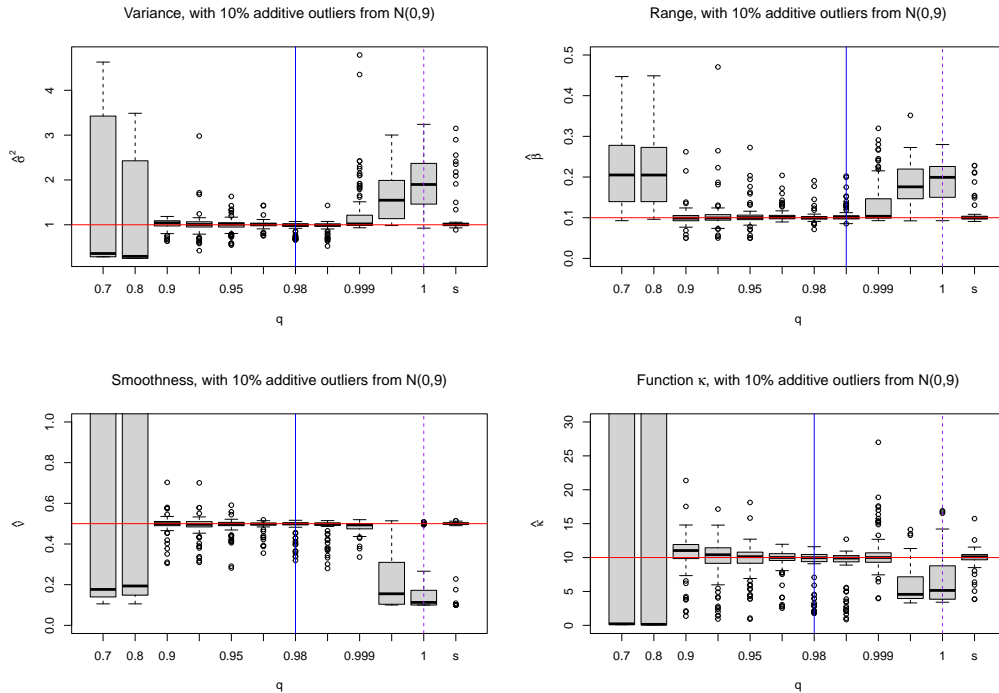 Variance, with 10% additive outliers from N(0,9)
σ̂²
4
3
2
1
0.7 0.8 0.9 0.95 0.98 0.999 1 s
q
Range, with 10% additive outliers from N(0,9)
β̂
0.5
0.4
0.3
0.2
0.1
0.0
0.7 0.8 0.9 0.95 0.98 0.999 1 s
q
Smoothness, with 10% additive outliers from N(0,9)
ν̂
1.0
0.8
0.6
0.4
0.2
0.0
0.7 0.8 0.9 0.95 0.98 0.999 1 s
q
Function κ, with 10% additive outliers from N(0,9)
κ̂
30
25
20
15
10
5
0
0.7 0.8 0.9 0.95 0.98 0.999 1 s
q